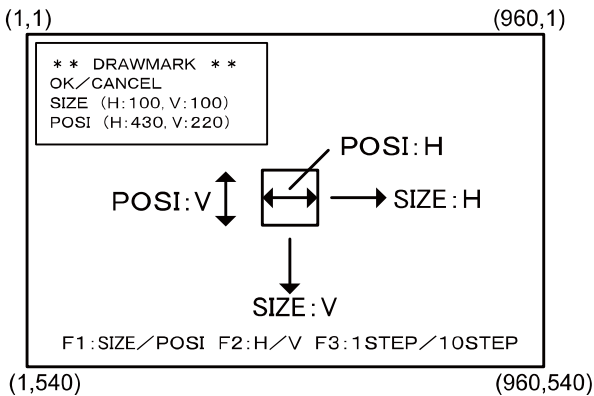 (1,1)
(960,1)
** DRAWMARK **
OK／CANCEL
SIZE (H:100, V:100)
POSI (H:430, V:220)
POSI:H
POSI:V
SIZE:H
SIZE:V
F1:SIZE／POSI F2:H／V F3:1STEP／10STEP
(1,540)
(960,540)